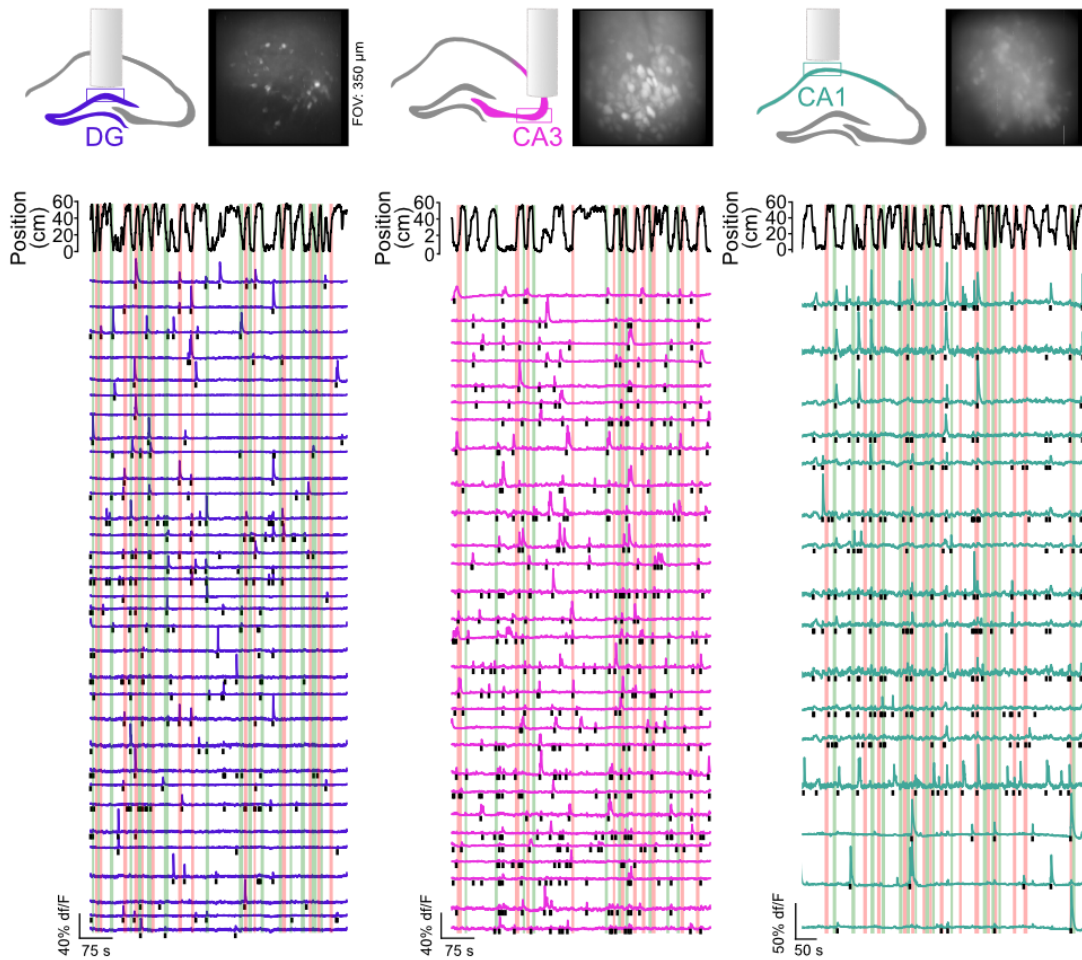 DG
FOV: 350 µm
CA3
CA1
Position
(cm)
60
40
20
0
Position
(cm)
60
40
2
0
Position
(cm)
60
40
20
0
40% df/F
75 s
40% df/F
75 s
50% df/F
50 s